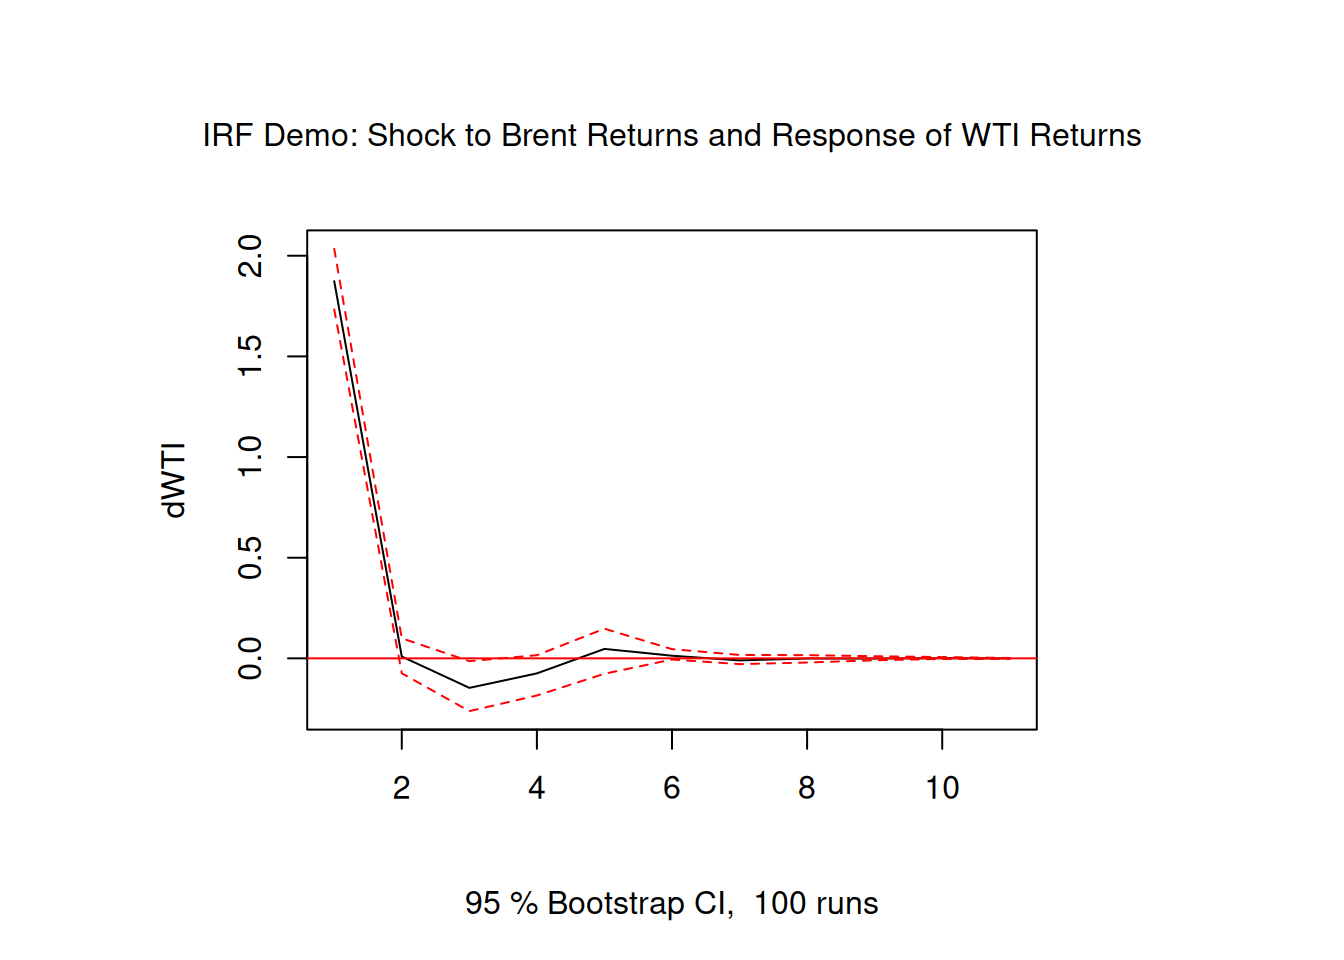 IRF Demo: Shock to Brent Returns and Response of WTI Returns
2.0
1.5
1.0
0.5
0.0
dWTI
2 4 6 8 10
95 % Bootstrap CI,  100 runs